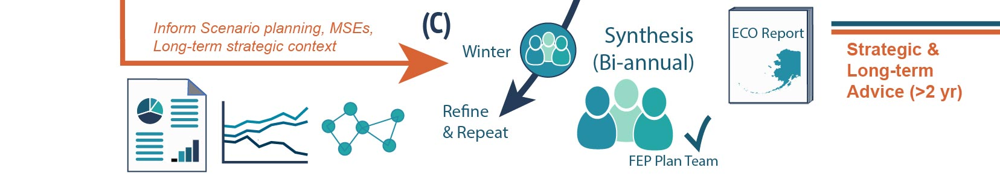 Inform Scenario planning, MSEs,
Long-term strategic context
(C)
Winter
Refine
& Repeat
Synthesis
(Bi-annual)
FEP Plan Team
ECO Report
Strategic &
Long-term
Advice (>2 yr)